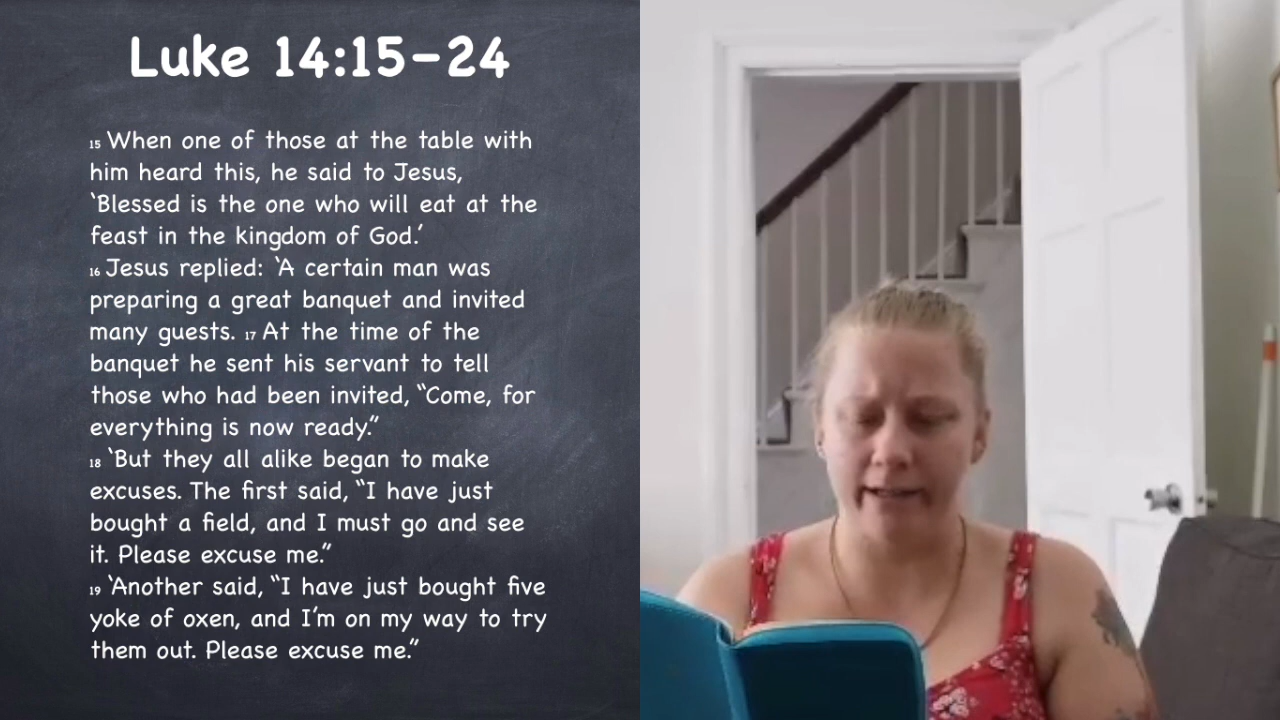 Luke 14:15-24
15 When one of those at the table with
him heard this, he said to Jesus,
‘Blessed is the one who will eat at the
feast in the kingdom of God.’
16 Jesus replied: ‘A certain man was
preparing a great banquet and invited
many guests. 17 At the time of the
banquet he sent his servant to tell
those who had been invited, “Come, for
everything is now ready.”
18 ‘But they all alike began to make
excuses. The first said, “I have just
bought a field, and I must go and see
it. Please excuse me.”
19 ‘Another said, “I have just bought five
yoke of oxen, and I’m on my way to try
them out. Please excuse me.”